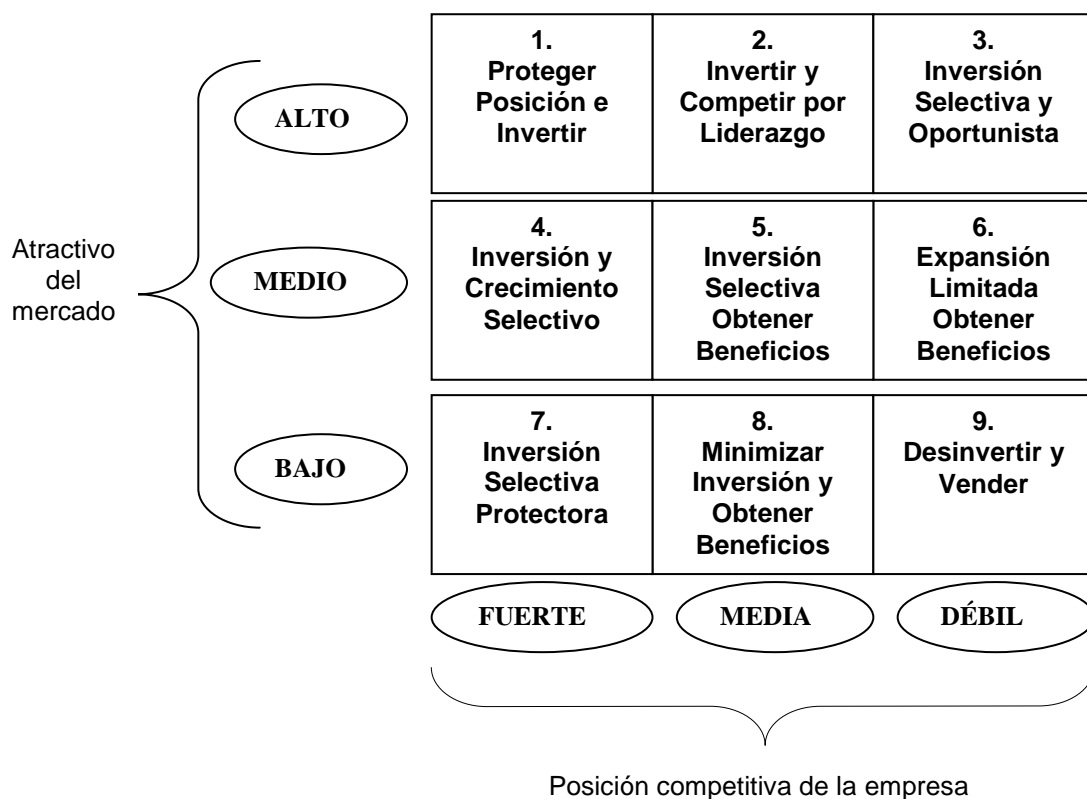 1.
Proteger
Posición e
Invertir
2.
Invertir y
Competir por
Liderazgo
3.
Inversión
Selectiva y
Oportunista
ALTO
Atractivo
del
mercado
MEDIO
4.
Inversión y
Crecimiento
Selectivo
5.
Inversión
Selectiva
Obtener
Beneficios
6.
Expansión
Limitada
Obtener
Beneficios
BAJO
7.
Inversión
Selectiva
Protectora
8.
Minimizar
Inversión y
Obtener
Beneficios
9.
Desinvertir y
Vender
FUERTE
MEDIA
DÉBIL
Posición competitiva de la empresa